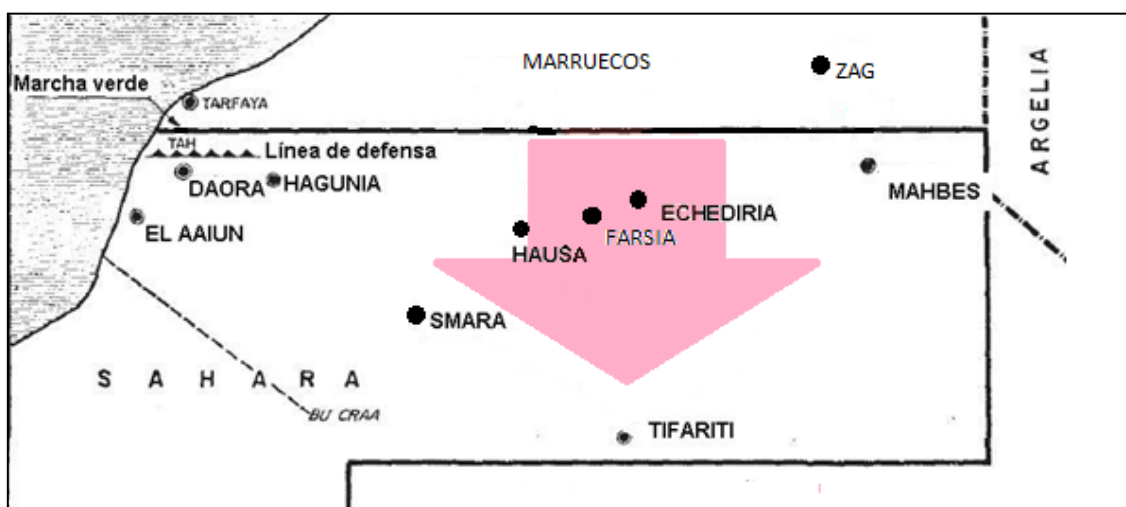 MARRUECOS
ZAG
ARGELIA
Marcha verde
TARFAYA
TAH
Línea de defensa
DAORA
HAGUNIA
MAHBES
EL AAIUN
ECHEDIRIA
FARSIA
HAUSA
SMARA
SAHARA
BU CRAA
TIFARITI